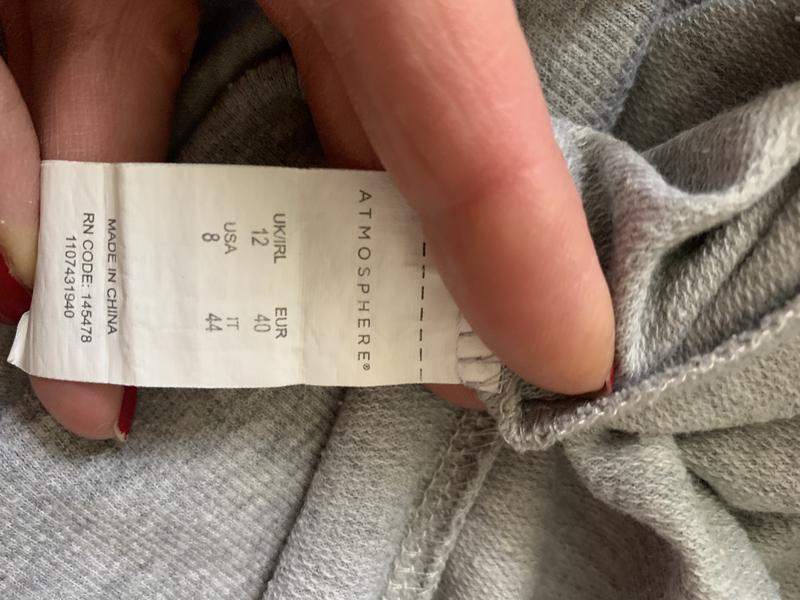 ATMOSPHERE®
UK/IRL EUR
12 40
USA IT
8 44
MADE IN CHINA
RN CODE: 145478
1107431940